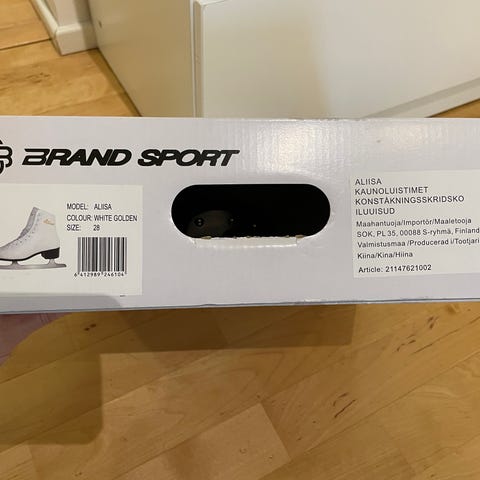 BRAND SPORT
MODEL: ALIISA
COLOUR: WHITE GOLDEN
SIZE: 28
6 412989 246104
ALIISA
KAUNOLUISTIMET
KONSTÅKNINGSSKRIDSKO
ILUUISUD
Maahantuoja/Importör/Maaletooja
SOK, PL 35, 00088 S-ryhmä, Finland
Valmistusmaa /Producerad i/Tootjari
Kiina/Kina/Hiina
Article: 21147621002